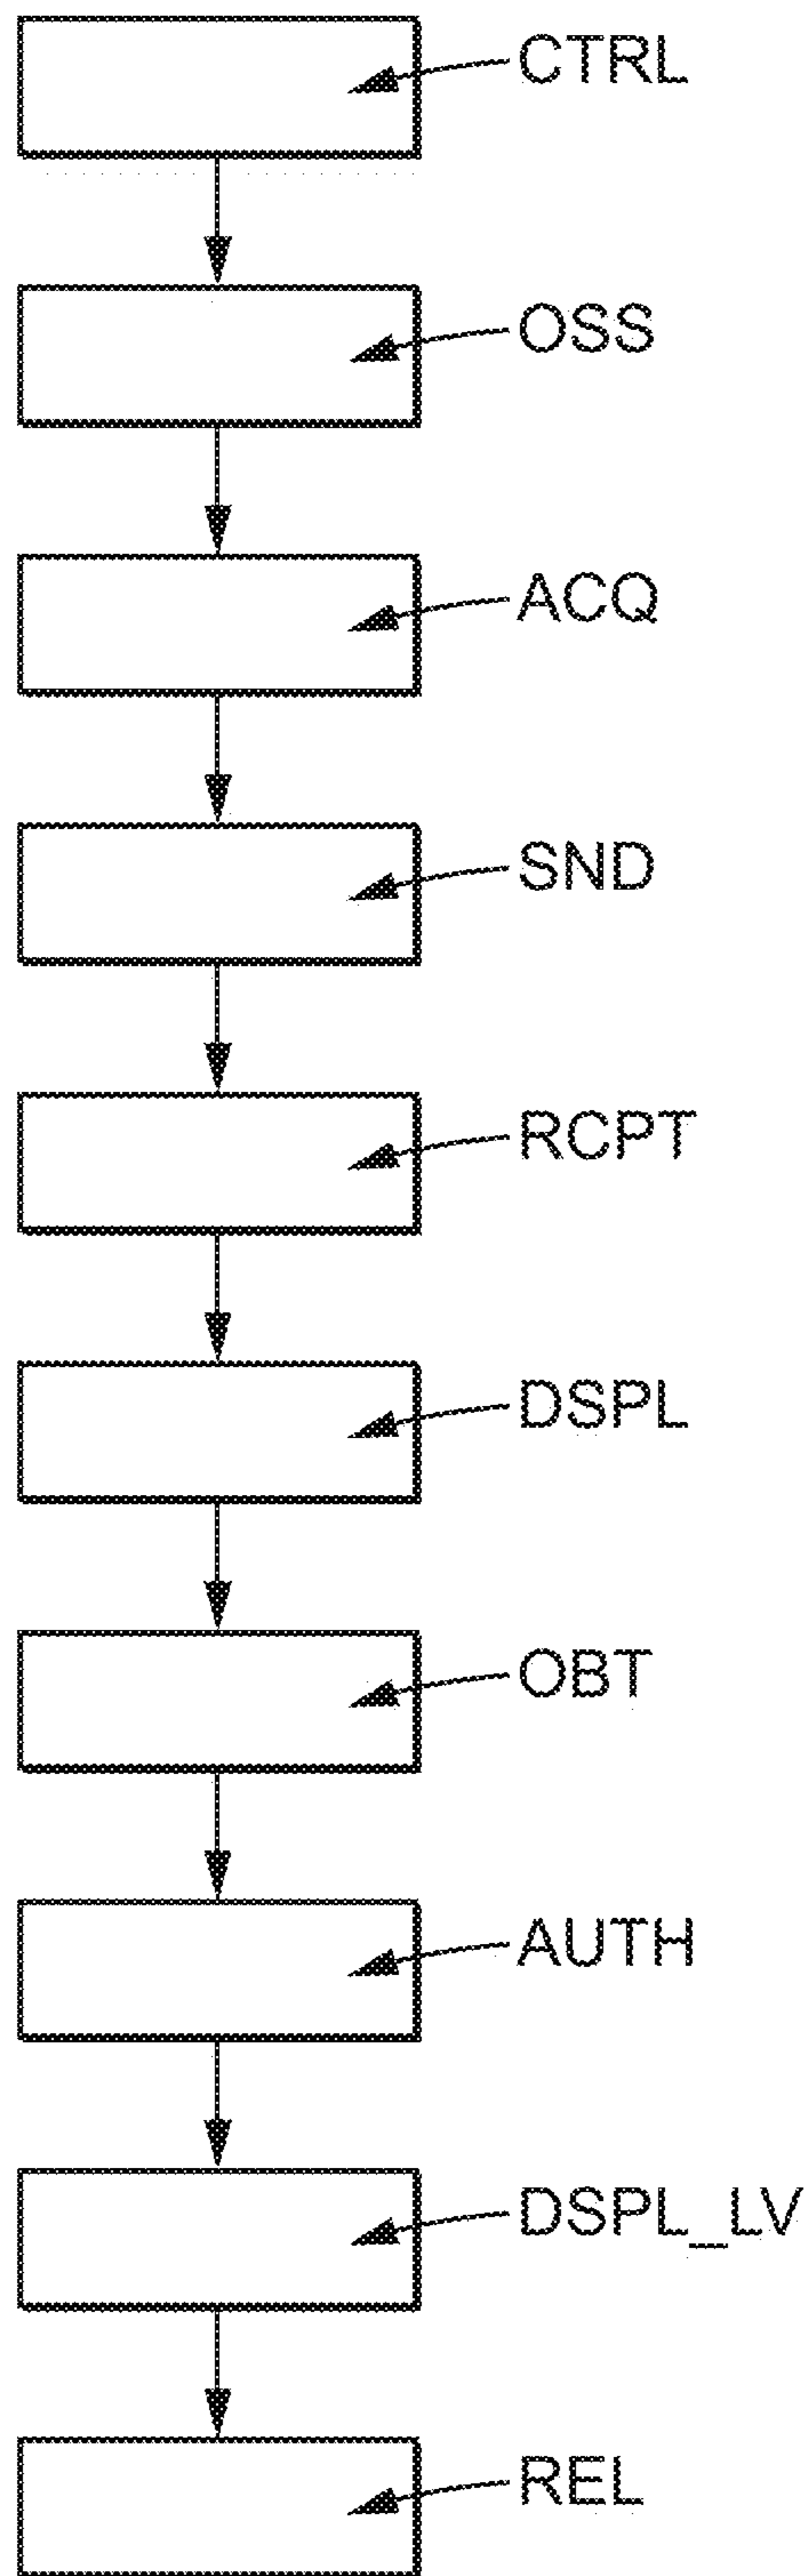 CTRL
OSS
ACQ
SND
RCPT
DSPL
OBT
AUTH
DSPL_LV
REL